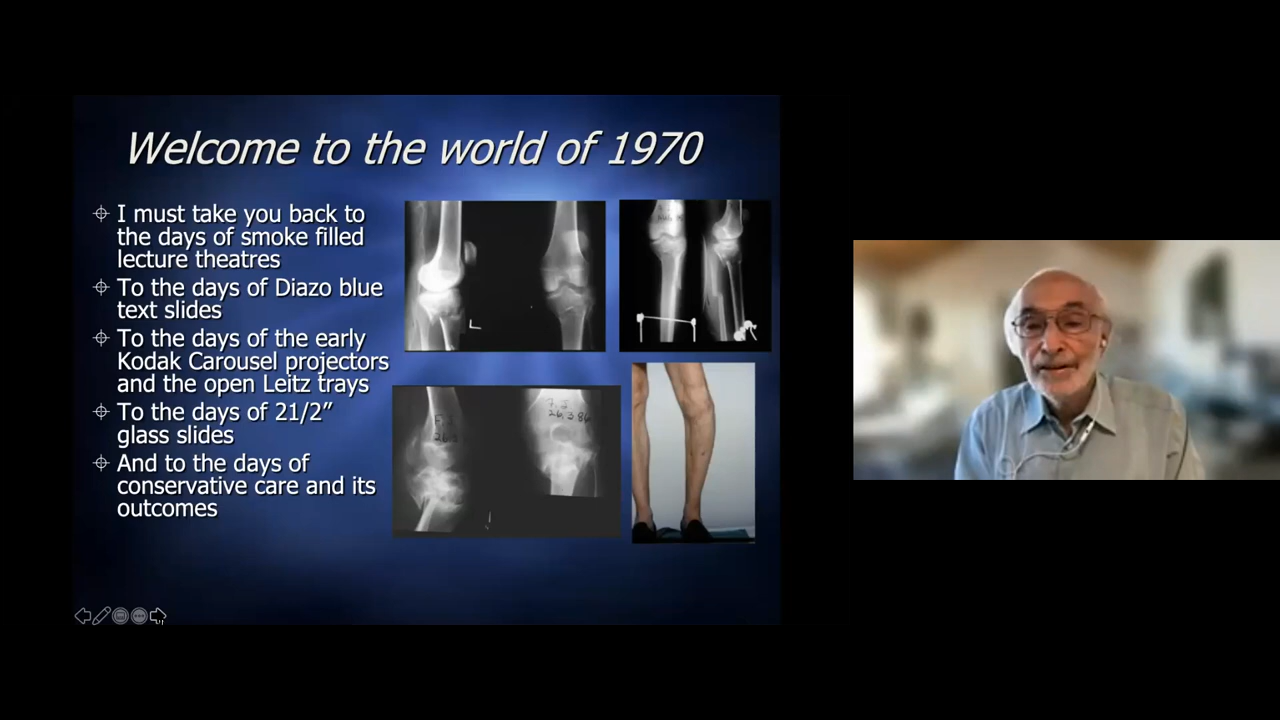 Welcome to the world of 1970
I must take you back to
the days of smoke filled
lecture theatres
To the days of Diazo blue
text slides
To the days of the early
Kodak Carousel projectors
and the open Leitz trays
To the days of 21/2”
glass slides
And to the days of
conservative care and its
outcomes
L